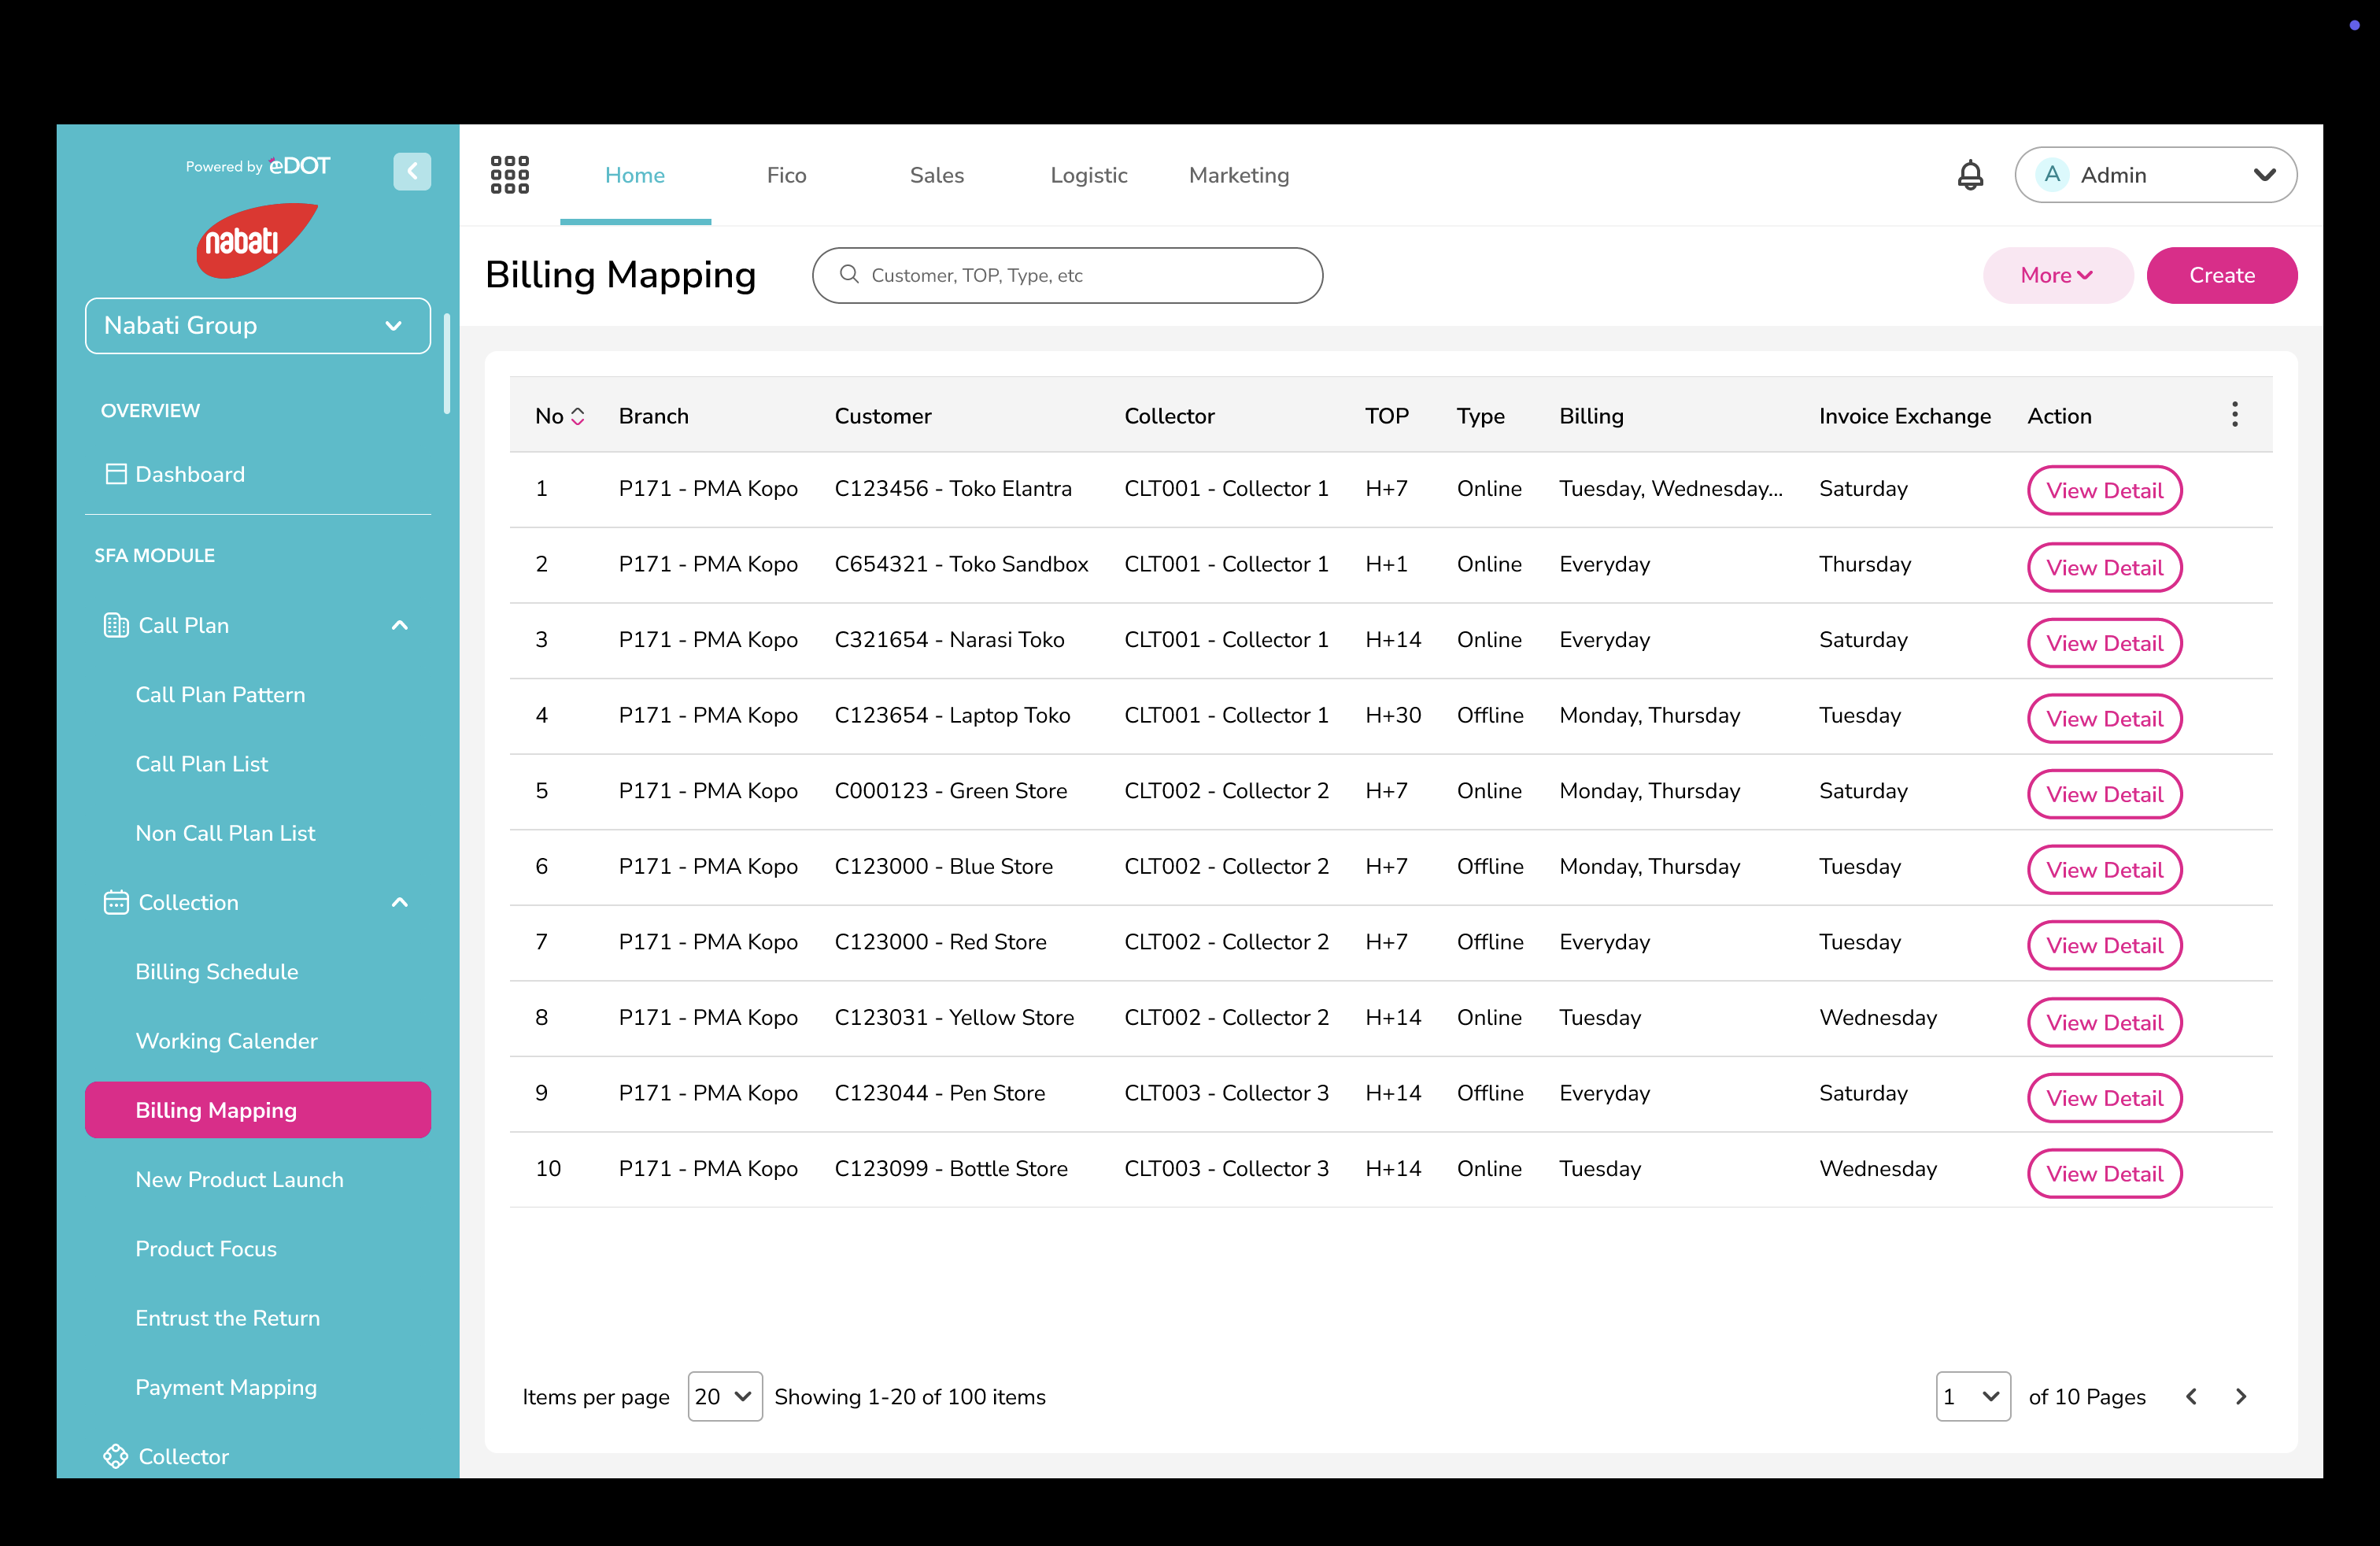 Powered by eDOT
nabati
Nabati Group
OVERVIEW
Dashboard
SFA MODULE
Call Plan
Call Plan Pattern
Call Plan List
Non Call Plan List
Collection
Billing Schedule
Working Calender
Billing Mapping
New Product Launch
Product Focus
Entrust the Return
Payment Mapping
Collector
Home Fico Sales Logistic Marketing
A Admin
Billing Mapping Customer, TOP, Type, etc More Create
No Branch Customer Collector TOP Type Billing Invoice Exchange Action
1 P171 - PMA Kopo C123456 - Toko Elantra CLT001 - Collector 1 H+7 Online Tuesday, Wednesday... Saturday View Detail
2 P171 - PMA Kopo C654321 - Toko Sandbox CLT001 - Collector 1 H+1 Online Everyday Thursday View Detail
3 P171 - PMA Kopo C321654 - Narasi Toko CLT001 - Collector 1 H+14 Online Everyday Saturday View Detail
4 P171 - PMA Kopo C123654 - Laptop Toko CLT001 - Collector 1 H+30 Offline Monday, Thursday Tuesday View Detail
5 P171 - PMA Kopo C000123 - Green Store CLT002 - Collector 2 H+7 Online Monday, Thursday Saturday View Detail
6 P171 - PMA Kopo C123000 - Blue Store CLT002 - Collector 2 H+7 Offline Monday, Thursday Tuesday View Detail
7 P171 - PMA Kopo C123000 - Red Store CLT002 - Collector 2 H+7 Offline Everyday Tuesday View Detail
8 P171 - PMA Kopo C123031 - Yellow Store CLT002 - Collector 2 H+14 Online Tuesday Wednesday View Detail
9 P171 - PMA Kopo C123044 - Pen Store CLT003 - Collector 3 H+14 Offline Everyday Saturday View Detail
10 P171 - PMA Kopo C123099 - Bottle Store CLT003 - Collector 3 H+14 Online Tuesday Wednesday View Detail
Items per page 20 Showing 1-20 of 100 items 1 of 10 Pages